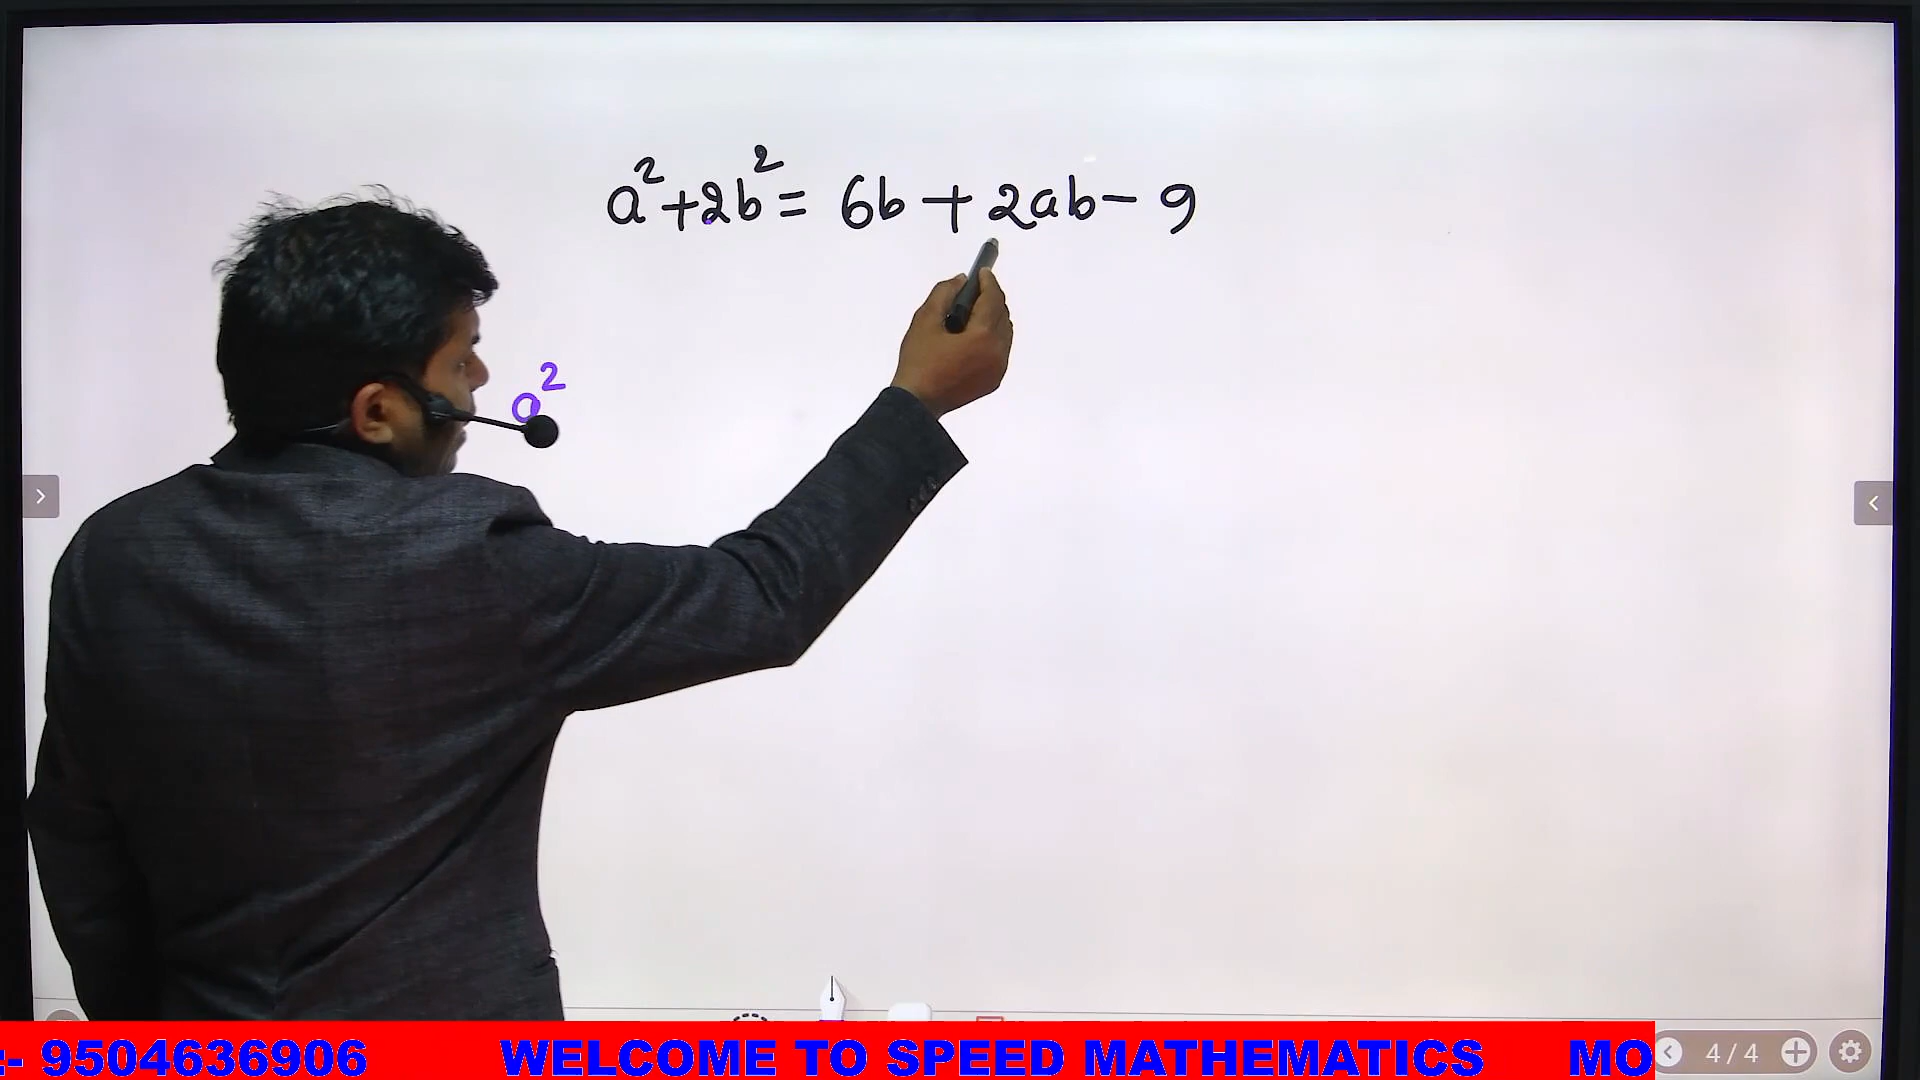 a²+2b²= 6b + 2ab - 9
a²
:- 9504636906 WELCOME TO SPEED MATHEMATICS MO
4/4